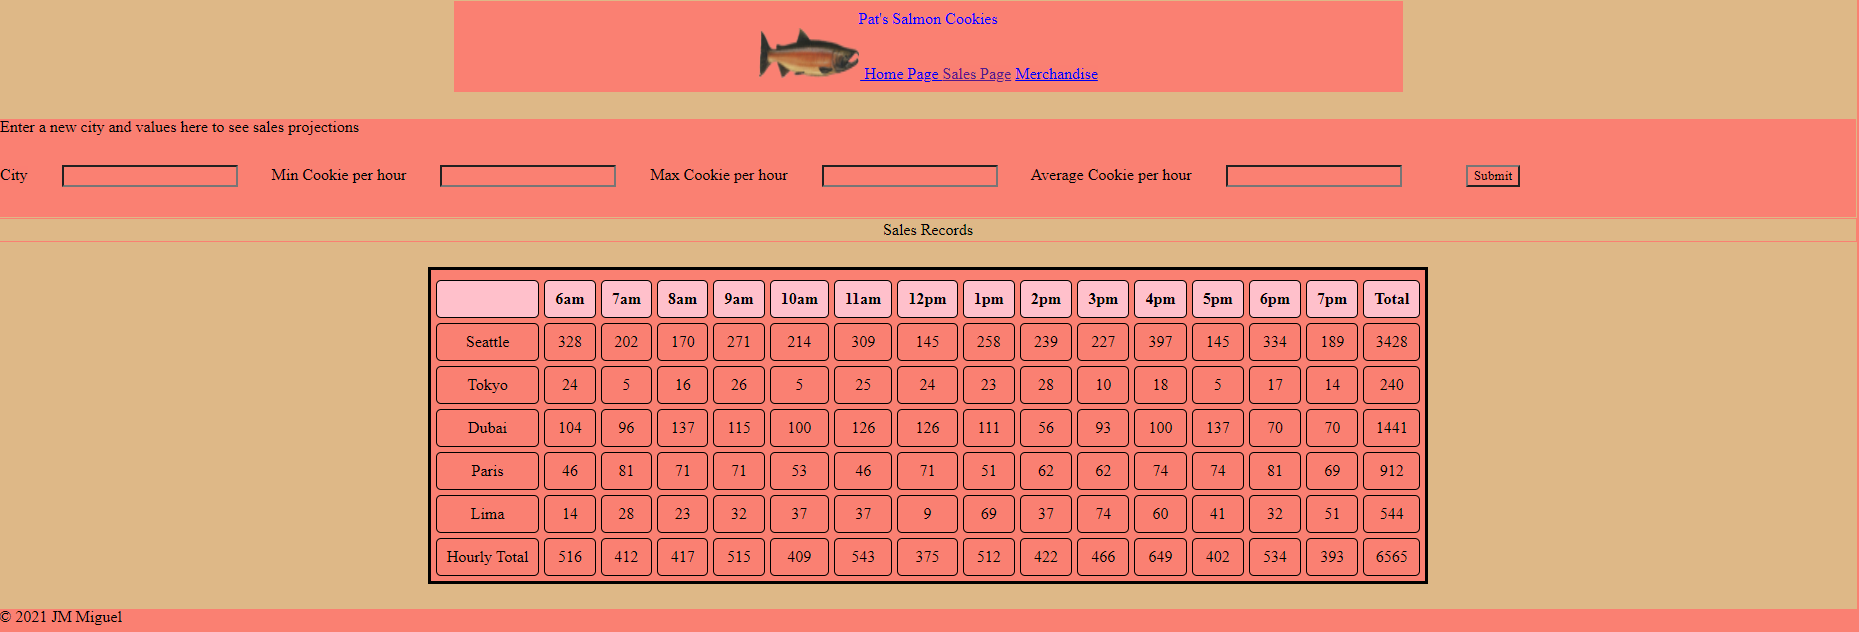 Pat's Salmon Cookies
Home Page Sales Page Merchandise
Enter a new city and values here to see sales projections
City Min Cookie per hour Max Cookie per hour Average Cookie per hour Submit
Sales Records
6am 7am 8am 9am 10am 11am 12pm 1pm 2pm 3pm 4pm 5pm 6pm 7pm Total
Seattle 328 202 170 271 214 309 145 258 239 227 397 145 334 189 3428
Tokyo 24 5 16 26 5 25 24 23 28 10 18 5 17 14 240
Dubai 104 96 137 115 100 126 126 111 56 93 100 137 70 70 1441
Paris 46 81 71 71 53 46 71 51 62 62 74 74 81 69 912
Lima 14 28 23 32 37 37 9 69 37 74 60 41 32 51 544
Hourly Total 516 412 417 515 409 543 375 512 422 466 649 402 534 393 6565
© 2021 JM Miguel